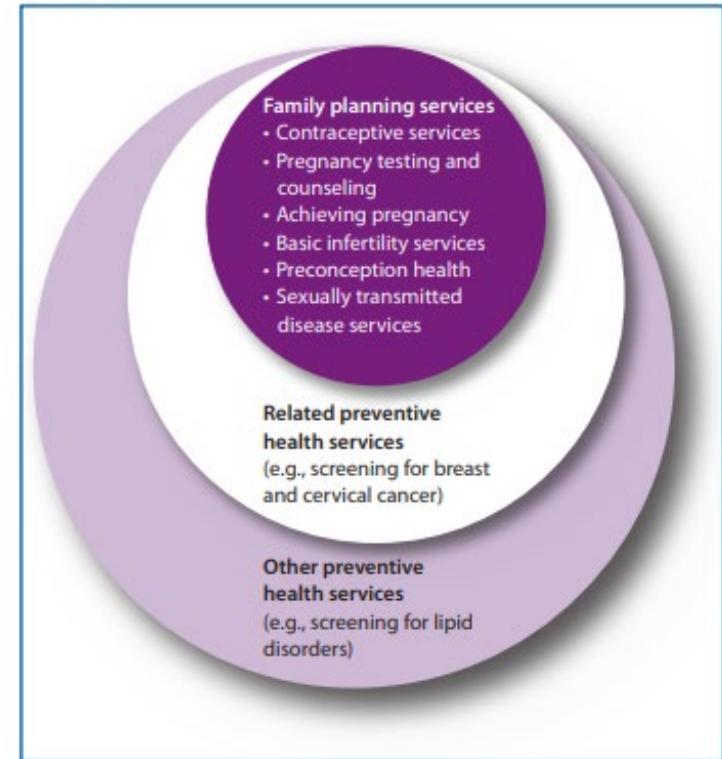 Family planning services
• Contraceptive services
• Pregnancy testing and
counseling
• Achieving pregnancy
• Basic infertility services
• Preconception health
• Sexually transmitted
disease services
Related preventive
health services
(e.g., screening for breast
and cervical cancer)
Other preventive
health services
(e.g., screening for lipid
disorders)